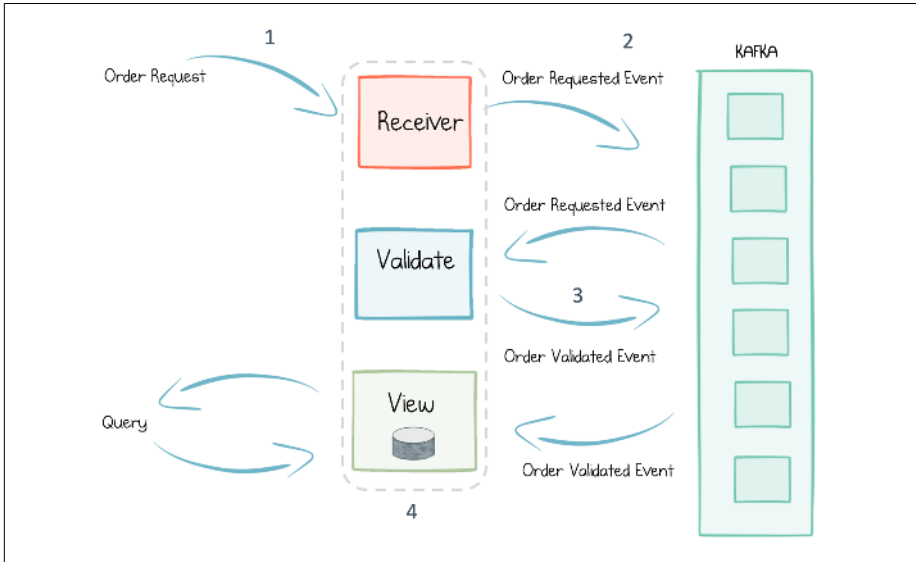 1
2
KAFKA
Order Request
Order Requested Event
Receiver
Order Requested Event
Validate
3
Order Validated Event
View
Query
Order Validated Event
4